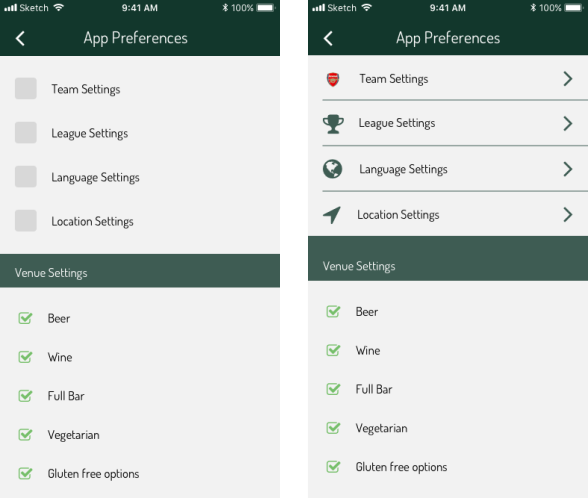 Sketch 9:41 AM 100%
App Preferences
Team Settings
League Settings
Language Settings
Location Settings
Venue Settings
Beer
Wine
Full Bar
Vegetarian
Gluten free options
Sketch 9:41 AM 100%
App Preferences
Team Settings
League Settings
Language Settings
Location Settings
Venue Settings
Beer
Wine
Full Bar
Vegetarian
Gluten free options